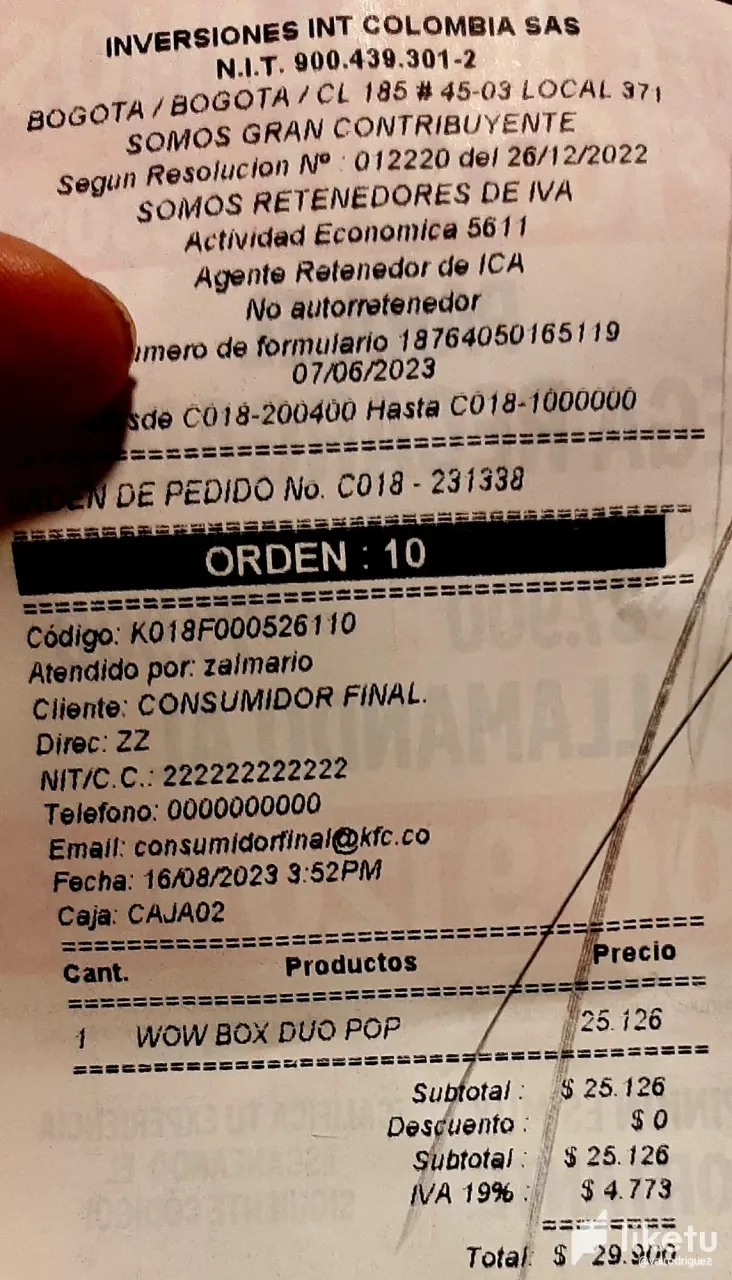 INVERSIONES INT COLOMBIA SAS
N.I.T. 900.439.301-2
BOGOTA / BOGOTA / CL 185 # 45-03 LOCAL 371
SOMOS GRAN CONTRIBUYENTE
Segun Resolucion Nº : 012220 del 26/12/2022
SOMOS RETENEDORES DE IVA
Actividad Economica 5611
Agente Retenedor de ICA
No autorretenedor
umero de formulario 18764050165119
07/06/2023
sde C018-200400 Hasta C018-1000000
ORDEN DE PEDIDO No. C018 - 231338
ORDEN : 10
Código: K018F000526110
Atendido por: zalmario
Cliente: CONSUMIDOR FINAL.
Direc: ZZ
NIT/C.C.: 222222222222
Telefono: 0000000000
Email: consumidorfinal@kfc.co
Fecha: 16/08/2023 3:52PM
Caja: CAJA02
Cant. Productos Precio
1 WOW BOX DUO POP 25.126
Subtotal : $ 25.126
Descuento : $ 0
Subtotal : $ 25.126
IVA 19% : $ 4.773
Total: $ 29.900
liketu